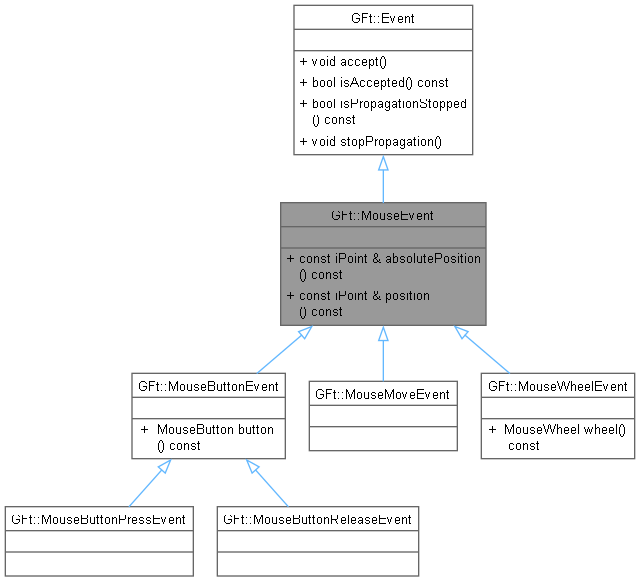 GFt::Event
+ void accept()
+ bool isAccepted() const
+ bool isPropagationStopped
() const
+ void stopPropagation()
GFt::MouseEvent
+ const iPoint & absolutePosition
() const
+ const iPoint & position
() const
GFt::MouseButtonEvent
+ MouseButton button
() const
GFt::MouseMoveEvent
GFt::MouseWheelEvent
+ MouseWheel wheel()
const
GFt::MouseButtonPressEvent
GFt::MouseButtonReleaseEvent